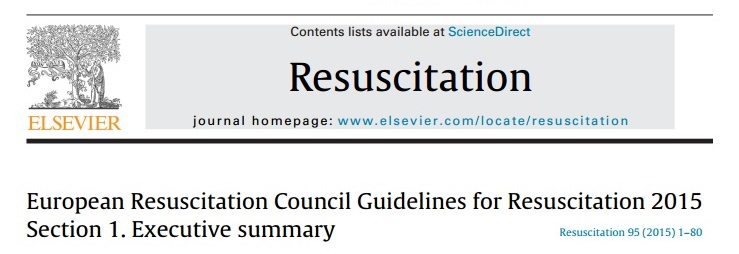 Contents lists available at ScienceDirect
Resuscitation
journal homepage: www.elsevier.com/locate/resuscitation
ELSEVIER
European Resuscitation Council Guidelines for Resuscitation 2015
Section 1. Executive summary
Resuscitation 95 (2015) 1–80